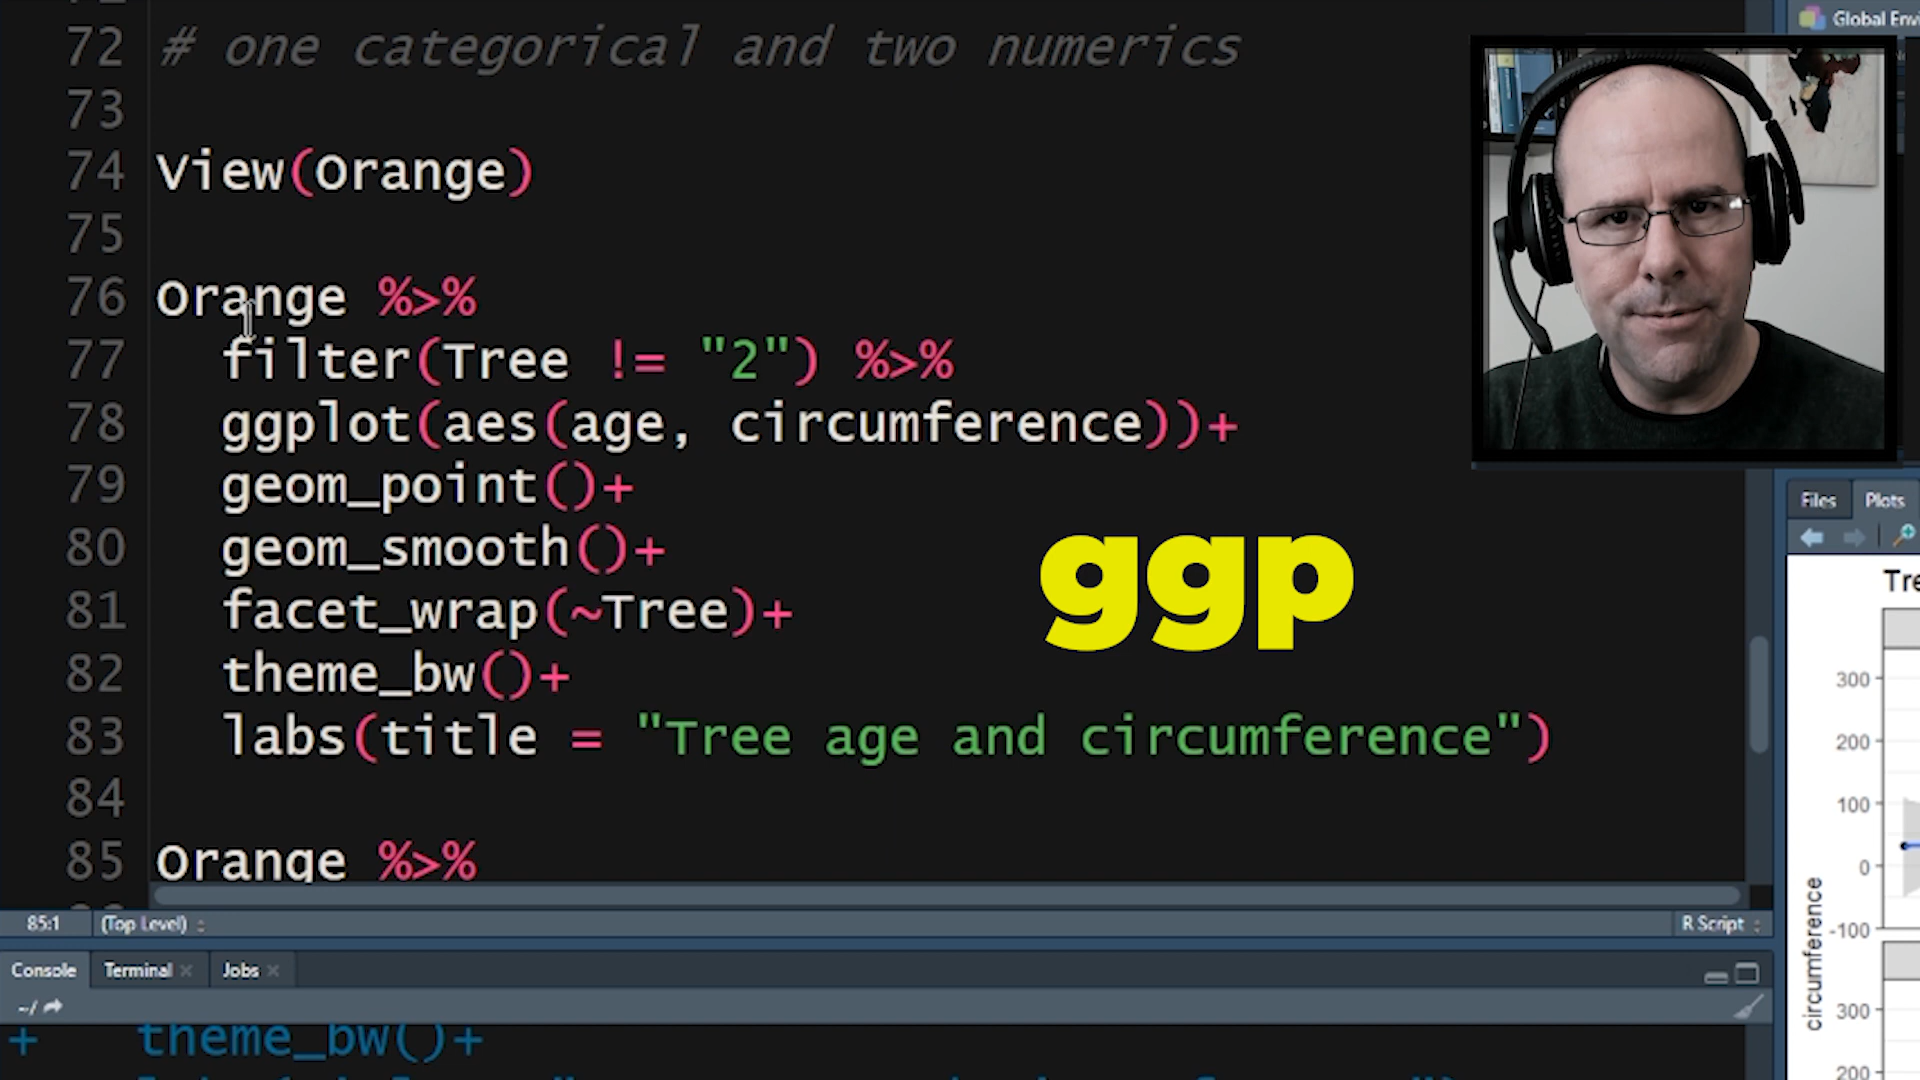 72 # one categorical and two numerics
73
74 View(Orange)
75
76 Orange %>%
77 filter(Tree != "2") %>%
78 ggplot(aes(age, circumference))+
79 geom_point()+
80 geom_smooth()+
81 facet_wrap(~Tree)+
82 theme_bw()+
83 labs(title = "Tree age and circumference")
84
85 Orange %>%
ggp
85:1 (Top Level) R Script
Console Terminal Jobs
~/
+ theme_bw()+
Global Envi
Files Plots
Tre
300
200
100
0
-100
300
200
circumference